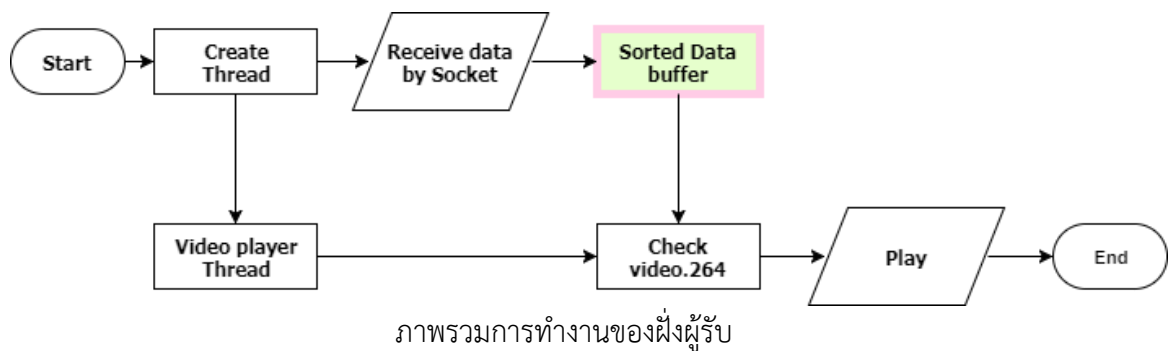 Start
Create
Thread
Receive data
by Socket
Sorted Data
buffer
Video player
Thread
Check
video.264
Play
End
ภาพรวมการทำงานของฝั่งผู้รับ